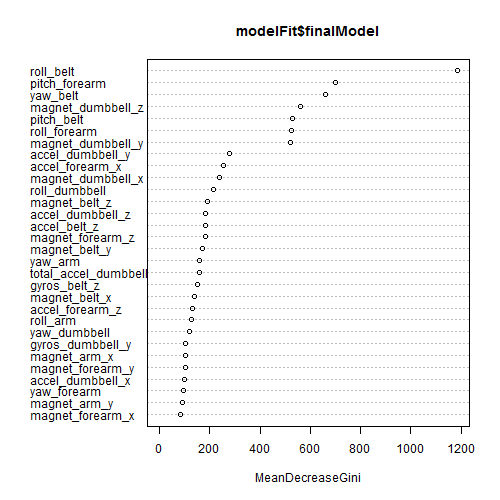 modelFit$finalModel
roll_belt
pitch_forearm
yaw_belt
magnet_dumbbell_z
pitch_belt
roll_forearm
magnet_dumbbell_y
accel_dumbbell_y
accel_forearm_x
magnet_dumbbell_x
roll_dumbbell
magnet_belt_z
accel_dumbbell_z
accel_belt_z
magnet_forearm_z
magnet_belt_y
yaw_arm
total_accel_dumbbell
gyros_belt_z
magnet_belt_x
accel_forearm_z
roll_arm
yaw_dumbbell
gyros_dumbbell_y
magnet_arm_x
magnet_forearm_y
accel_dumbbell_x
yaw_forearm
magnet_arm_y
magnet_forearm_x
0 200 400 600 800 1000 1200
MeanDecreaseGini